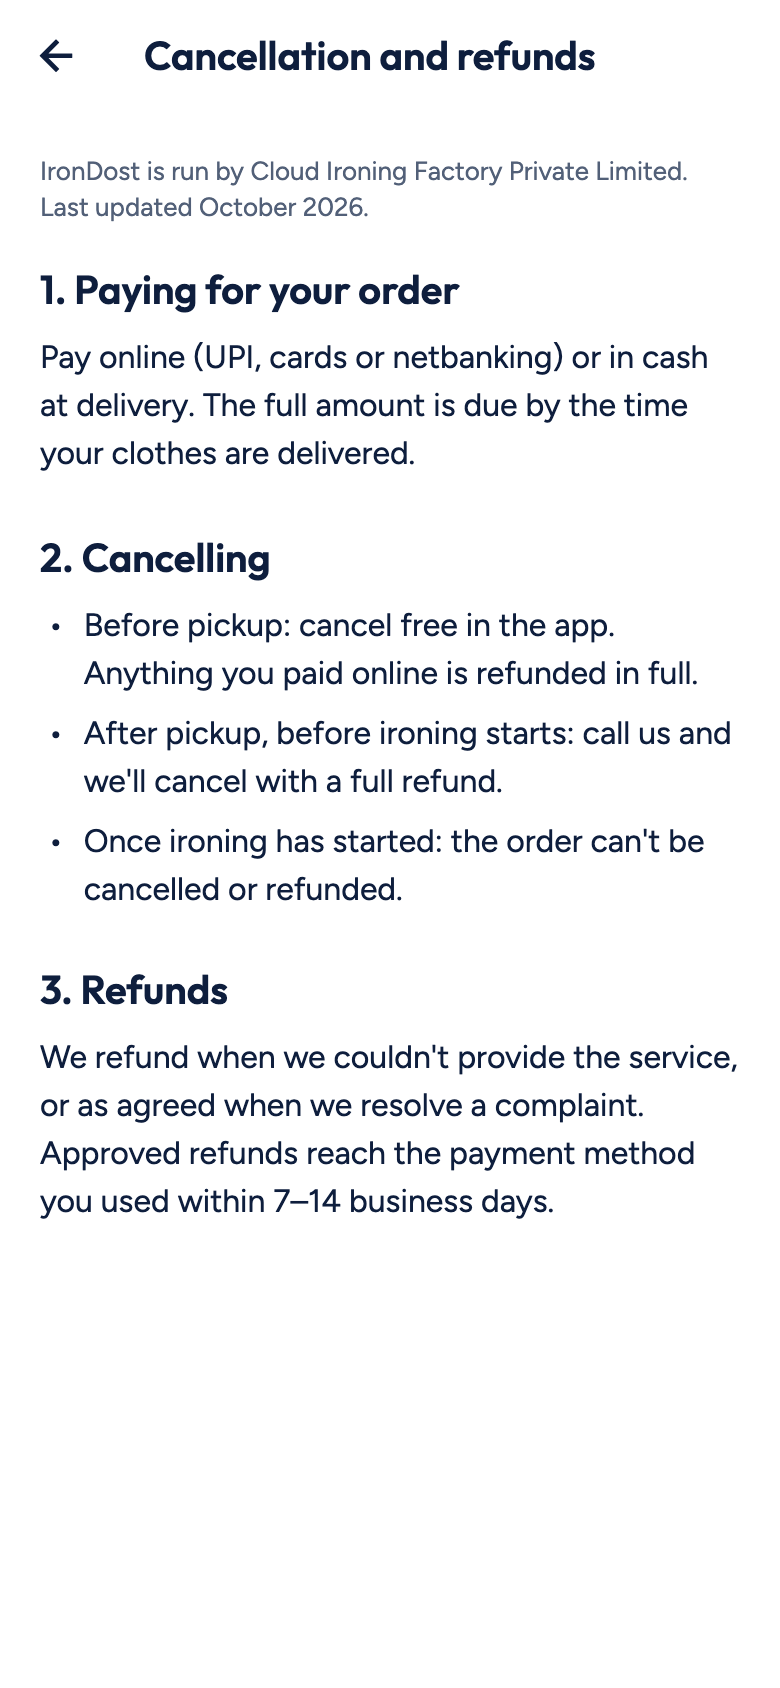 Cancellation and refunds
IronDost is run by Cloud Ironing Factory Private Limited.
Last updated October 2026.
1. Paying for your order
Pay online (UPI, cards or netbanking) or in cash
at delivery. The full amount is due by the time
your clothes are delivered.
2. Cancelling
• Before pickup: cancel free in the app.
Anything you paid online is refunded in full.
• After pickup, before ironing starts: call us and
we'll cancel with a full refund.
• Once ironing has started: the order can't be
cancelled or refunded.
3. Refunds
We refund when we couldn't provide the service,
or as agreed when we resolve a complaint.
Approved refunds reach the payment method
you used within 7–14 business days.